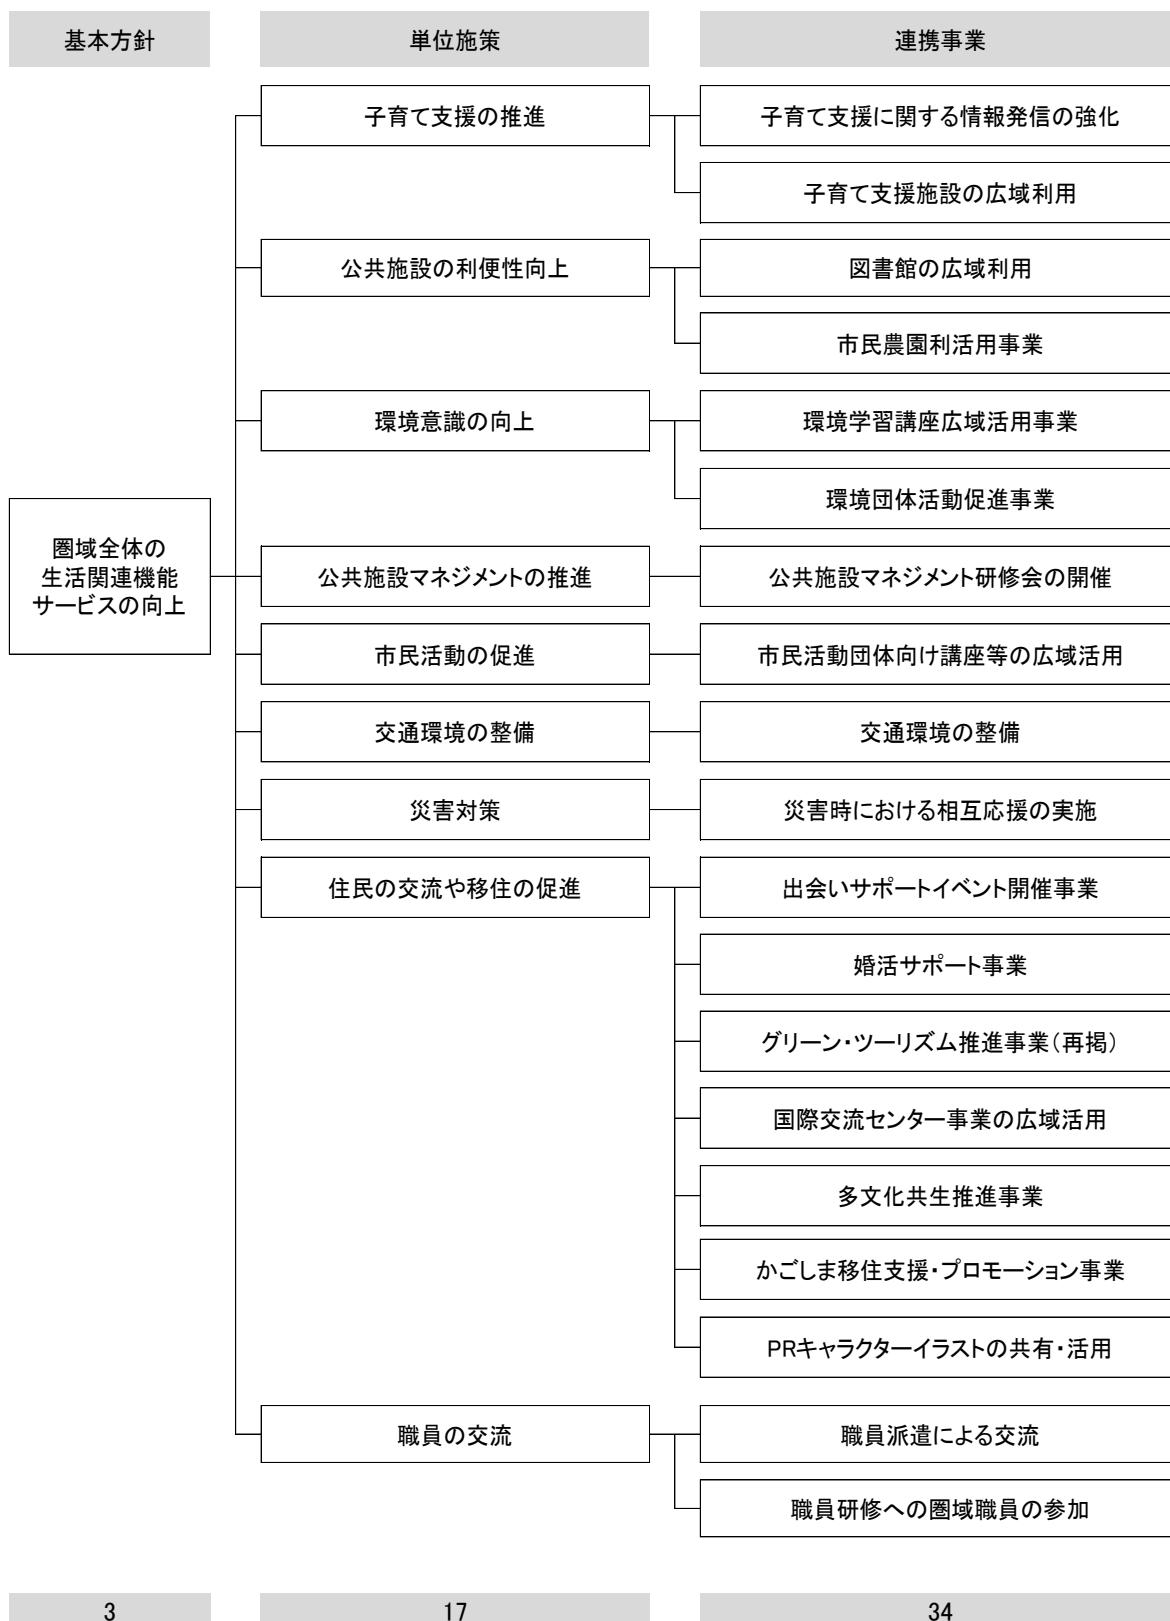 基本方針
単位施策
連携事業
子育て支援の推進
子育て支援に関する情報発信の強化
子育て支援施設の広域利用
公共施設の利便性向上
図書館の広域利用
市民農園利活用事業
環境意識の向上
環境学習講座広域活用事業
環境団体活動促進事業
圏域全体の
生活関連機能
サービスの向上
公共施設マネジメントの推進
公共施設マネジメント研修会の開催
市民活動の促進
市民活動団体向け講座等の広域活用
交通環境の整備
交通環境の整備
災害対策
災害時における相互応援の実施
住民の交流や移住の促進
出会いサポートイベント開催事業
婚活サポート事業
グリーン・ツーリズム推進事業(再掲)
国際交流センター事業の広域活用
多文化共生推進事業
かごしま移住支援・プロモーション事業
PRキャラクターイラストの共有・活用
職員の交流
職員派遣による交流
職員研修への圏域職員の参加
3
17
34